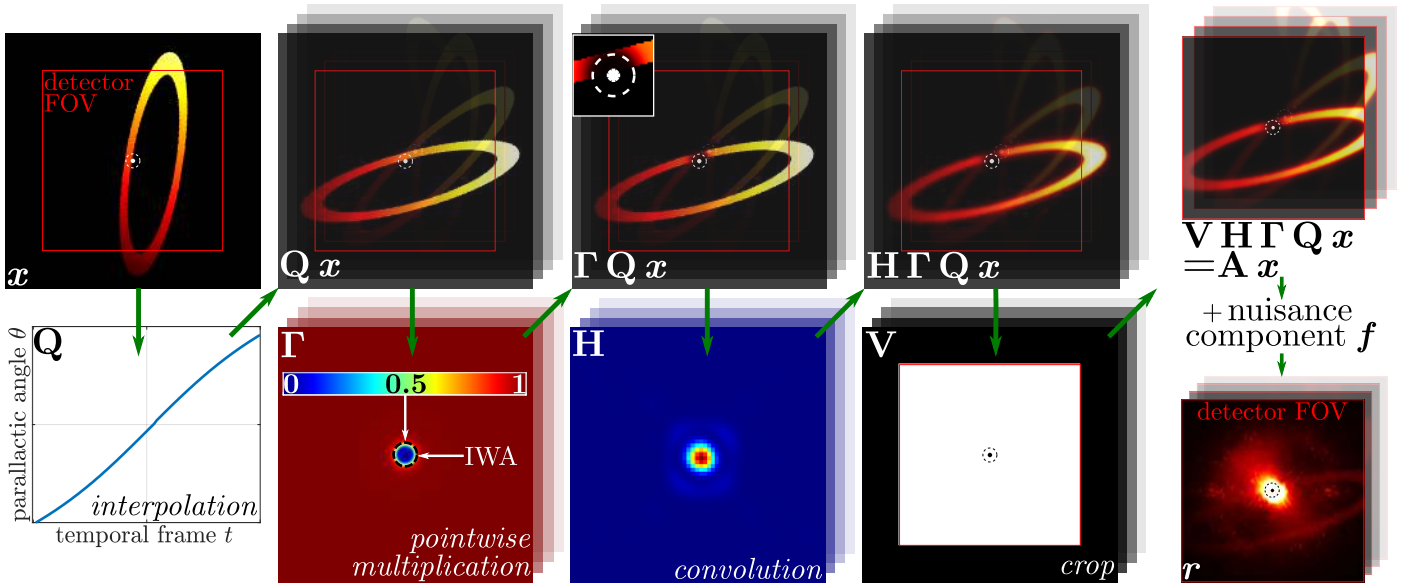 detector
FOV
x
Q x
Γ Q x
H Γ Q x
V H Γ Q x
=A x
+ nuisance
component f
Q
parallactic angle θ
interpolation
temporal frame t
Γ
0 0.5 1
IWA
pointwise
multiplication
H
convolution
V
crop
detector FOV
r